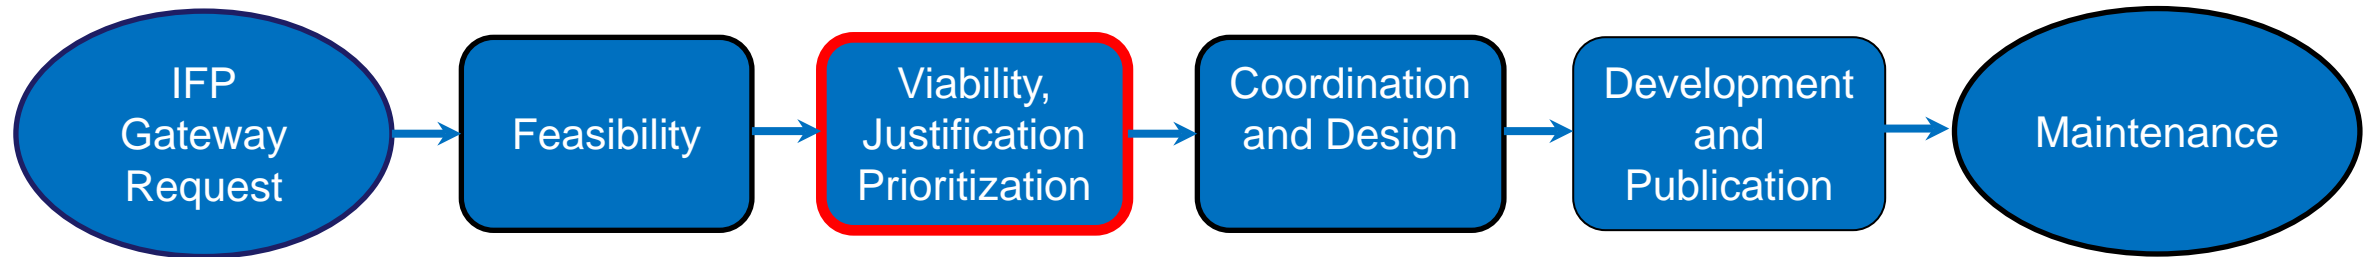 IFP
Gateway
Request
Feasibility
Viability,
Justification
Prioritization
Coordination
and Design
Development
and
Publication
Maintenance